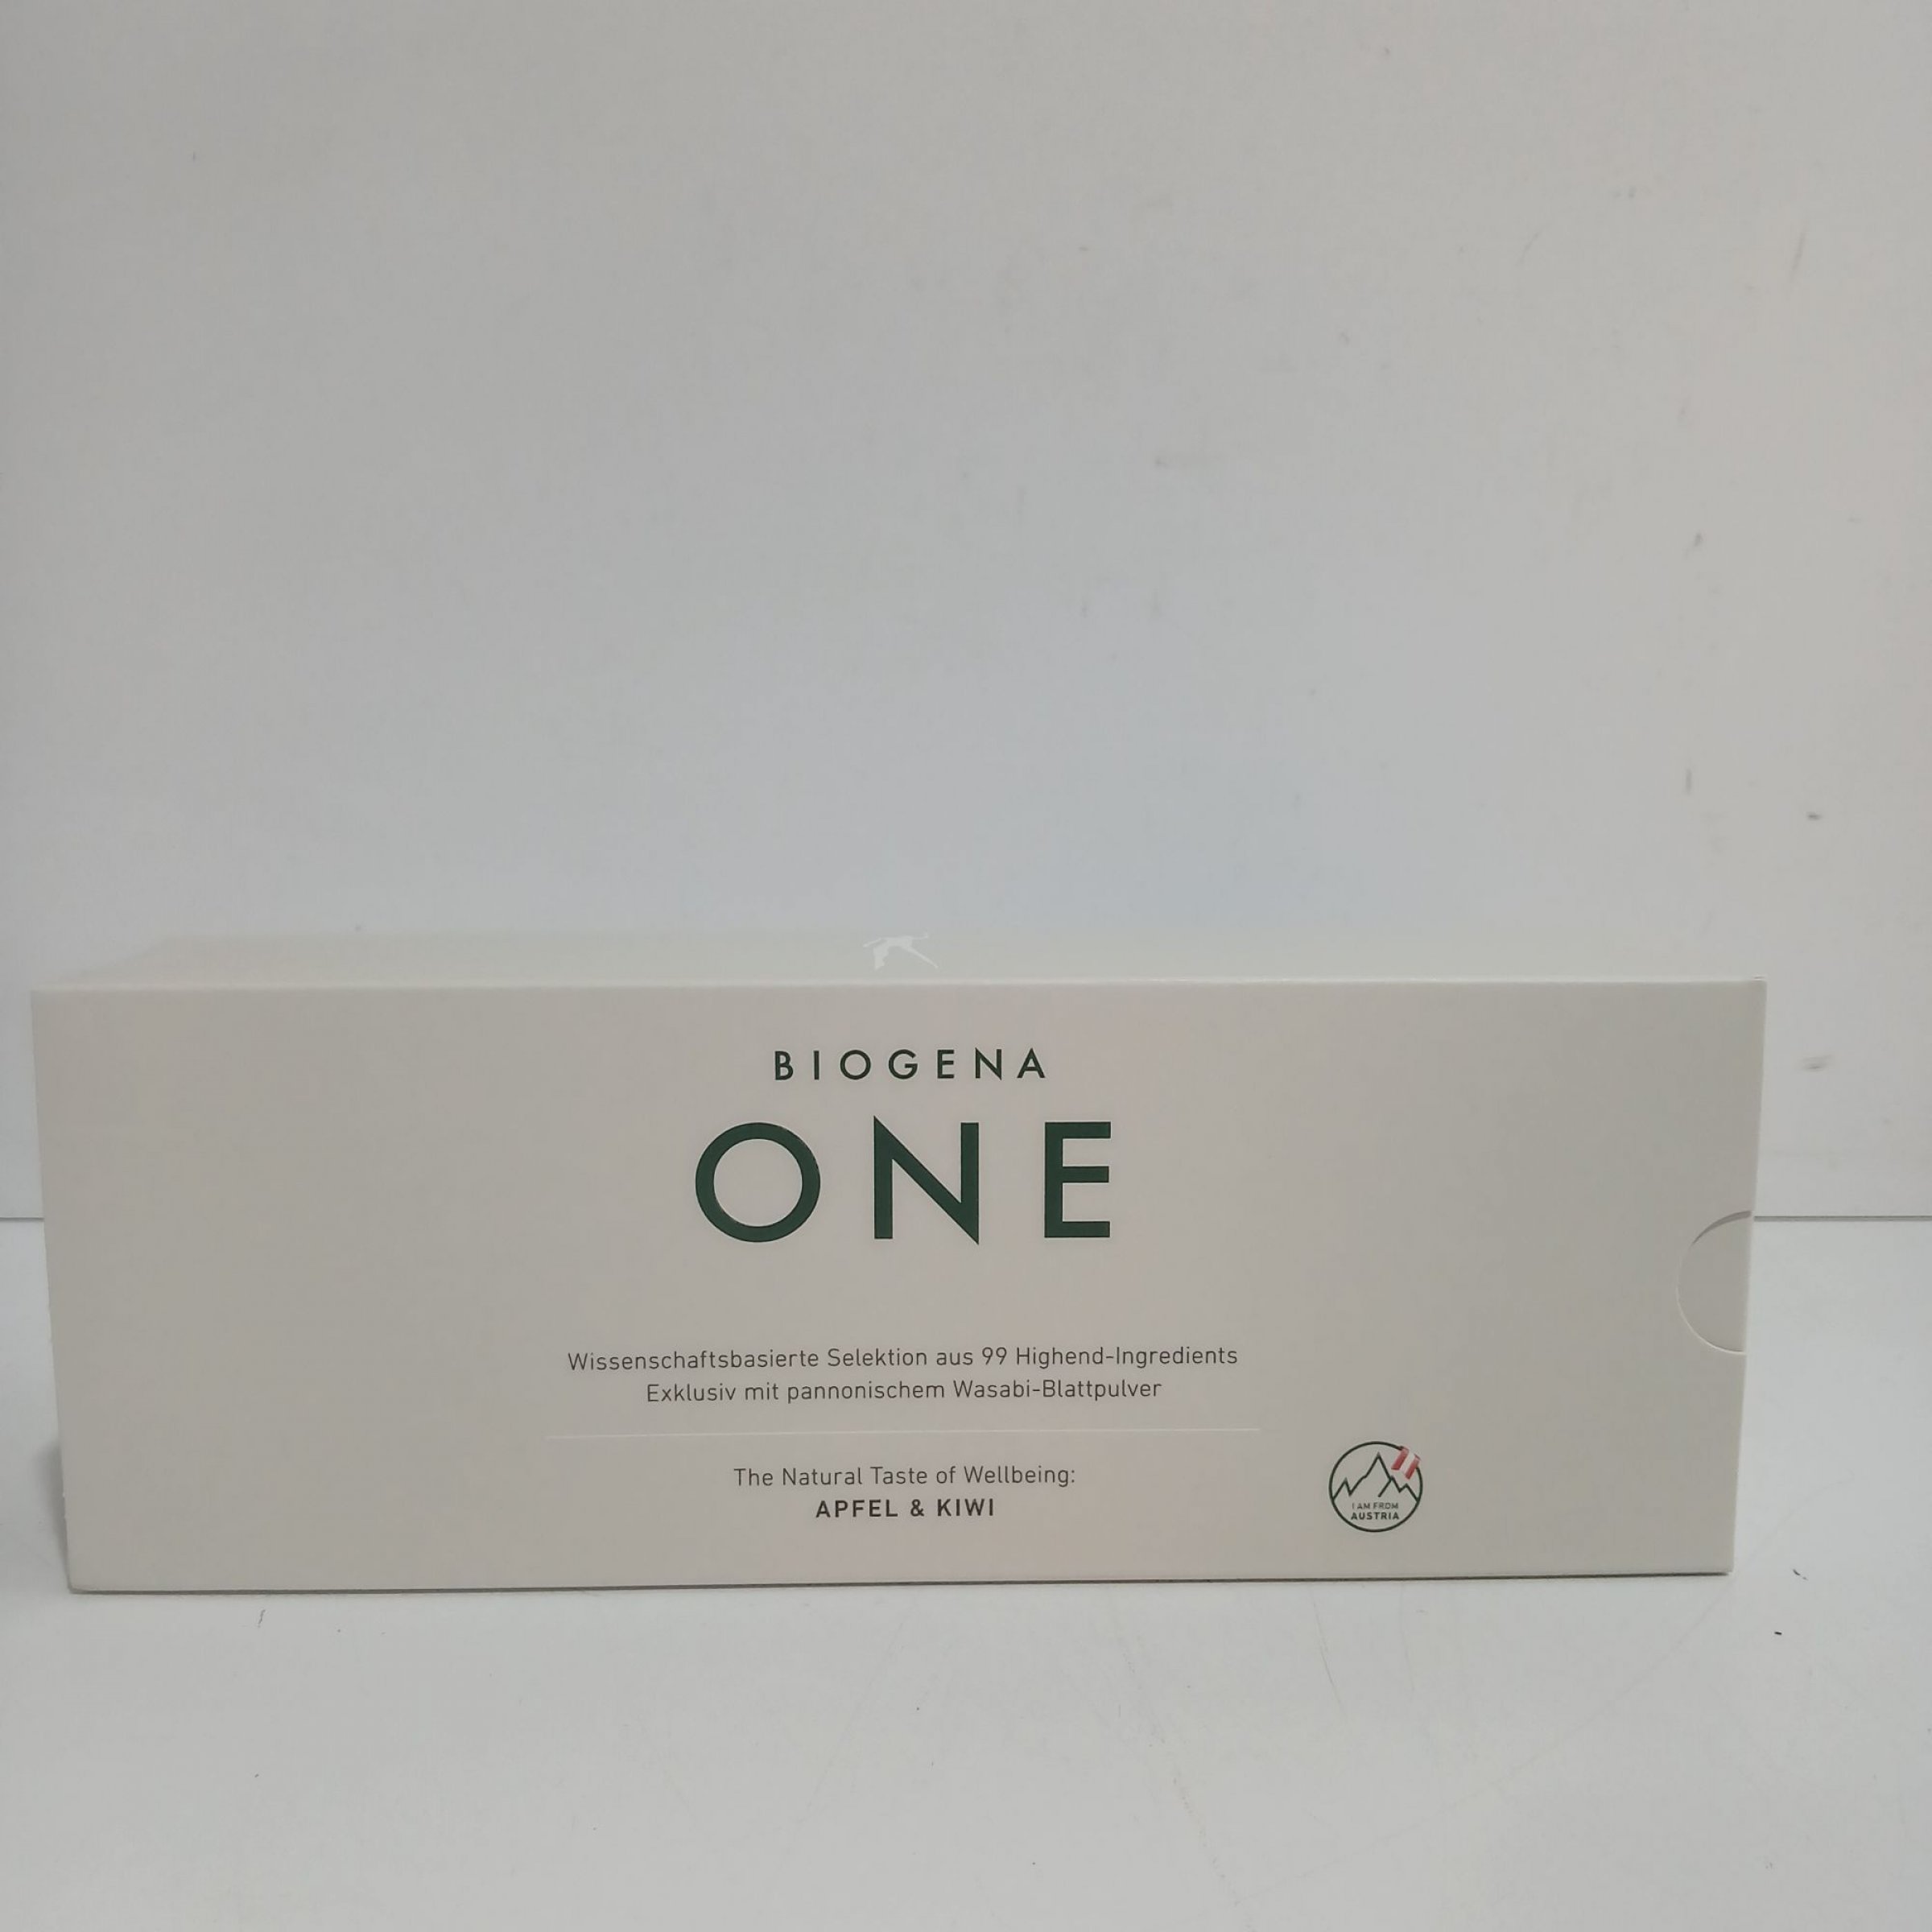 BIOGENA
ONE
Wissenschaftsbasierte Selektion aus 99 Highend-Ingredients
Exklusiv mit pannonischem Wasabi-Blattpulver
The Natural Taste of Wellbeing:
APFEL & KIWI
I AM FROM
AUSTRIA